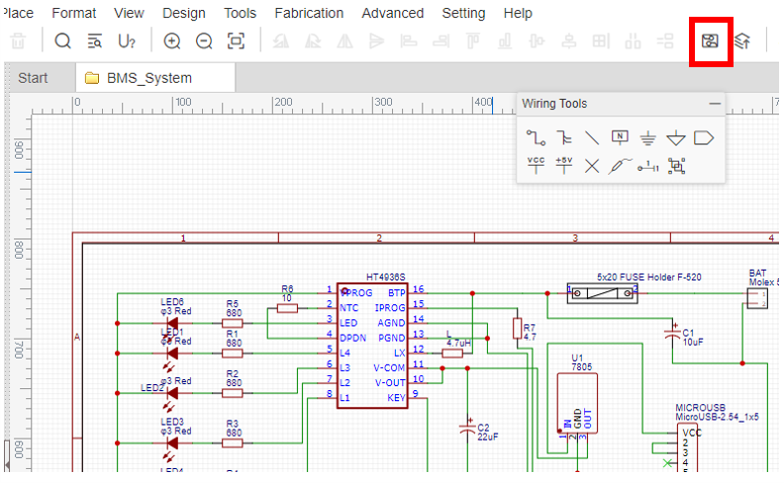 Place Format View Design Tools Fabrication Advanced Setting Help
Start BMS_System
0 100 200 300 400
Wiring Tools
N
VCC +5V
900
800
700
600
1 2 3 4
A
HT4936S
1 VPROG BTP 16
2 NTC IPROG 15
3 LED AGND 14
4 DPDN PGND 13
5 L4 LX 12
6 L3 V-COM 11
7 L2 V-OUT 10
8 L1 KEY 9
R6
10
LED6
φ3 Red
R5
680
LED1
φ3 Red
R1
680
φ3 Red
LED2
R2
680
LED3
φ3 Red
R3
680
LED4
L
4.7uH
R7
4.7
C2
22uF
5x20 FUSE Holder F-520
BAT
Molex
C1
10uF
U1
7805
IN
GND
OUT
1 2 3
MICROUSB
MicroUSB-2.54_1x5
VCC
2
3
4